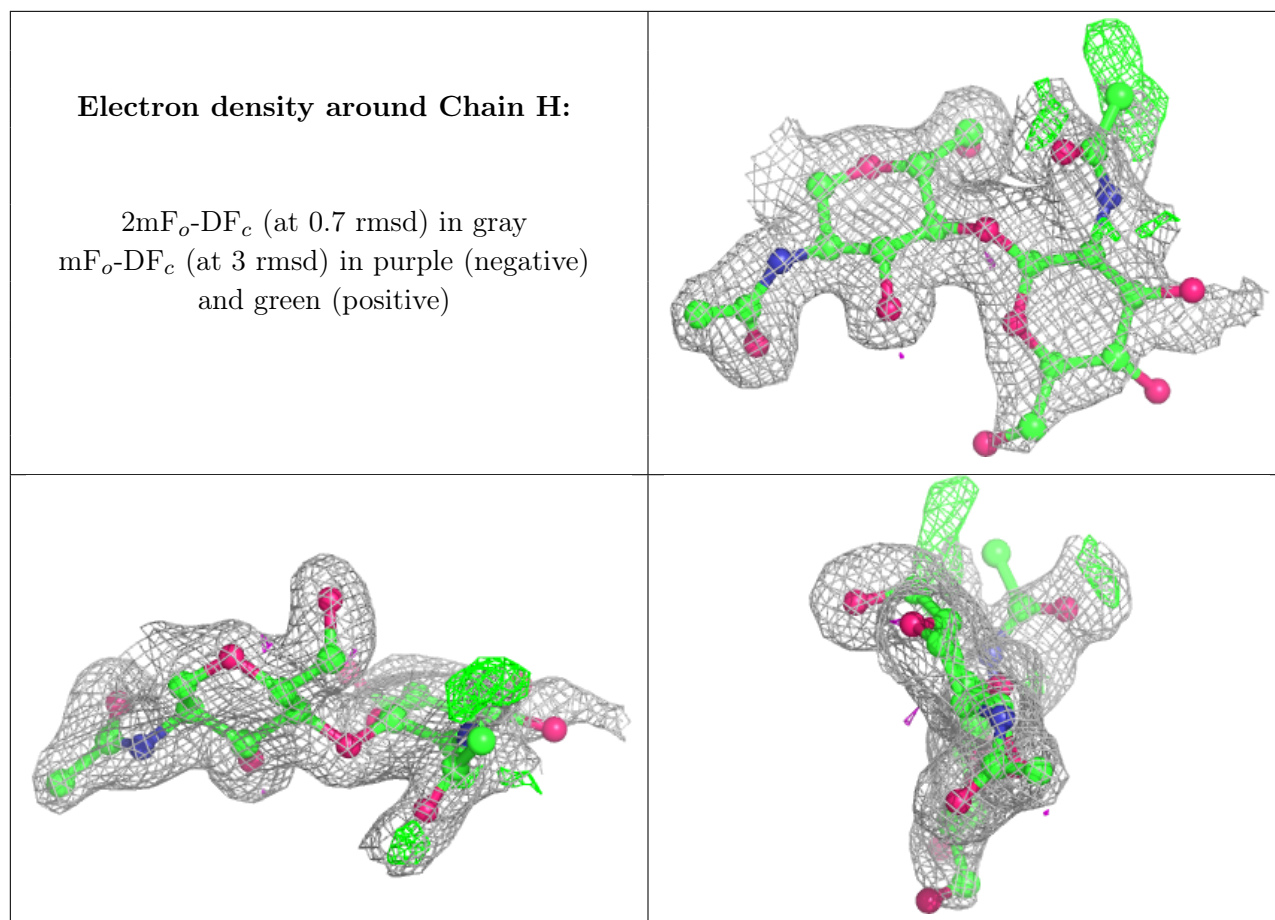 Electron density around Chain H:
2mFo-DFc (at 0.7 rmsd) in gray
mFo-DFc (at 3 rmsd) in purple (negative)
and green (positive)